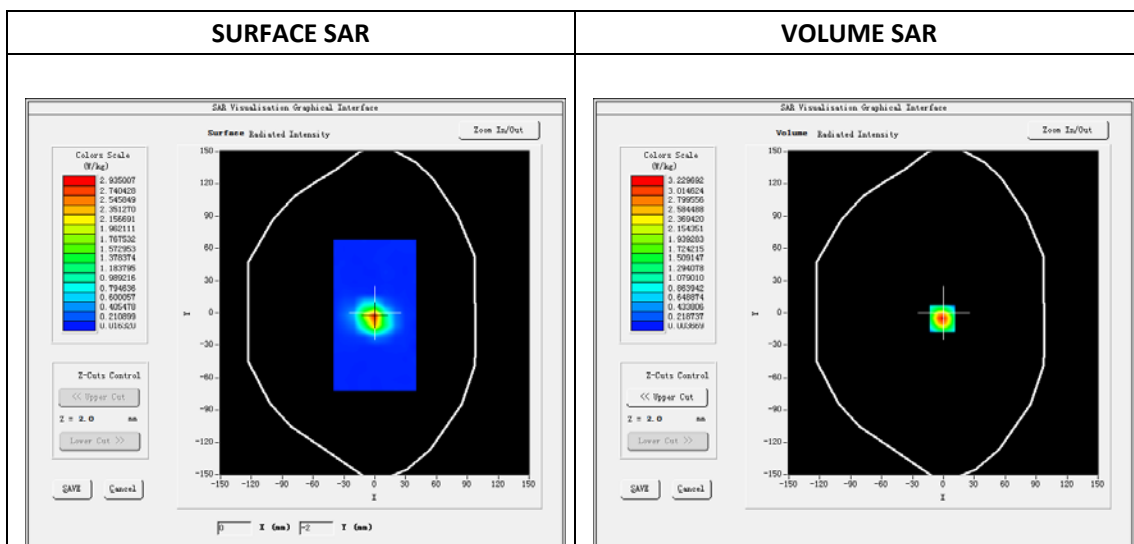 SURFACE SAR
VOLUME SAR
SAR Visualisation Graphical Interface
Surface Radiated Intensity
Zoom In/Out
Colors Scale
(W/kg)
2.935007
2.740428
2.545849
2.351270
2.156691
1.962111
1.767532
1.572953
1.378374
1.183795
0.989216
0.794636
0.600057
0.405478
0.210899
0.016320
Z-Cuts Control
<< Upper Cut
Z = 2.0 mm
Lower Cut >>
SAVE
Cancel
150
120
90
60
30
0
-30
-60
-90
-120
-150
Y
-150 -120 -90 -60 -30 0 30 60 90 120 150
X
0 X (mm) -2 Y (mm)
SAR Visualisation Graphical Interface
Volume Radiated Intensity
Zoom In/Out
Colors Scale
(W/kg)
3.229692
3.014624
2.799556
2.584488
2.369420
2.154351
1.939283
1.724215
1.509147
1.294078
1.079010
0.863942
0.648874
0.433806
0.218737
0.003669
Z-Cuts Control
<< Upper Cut
Z = 2.0 mm
Lower Cut >>
SAVE
Cancel
150
120
90
60
30
0
-30
-60
-90
-120
-150
Y
-150 -120 -90 -60 -30 0 30 60 90 120 150
X